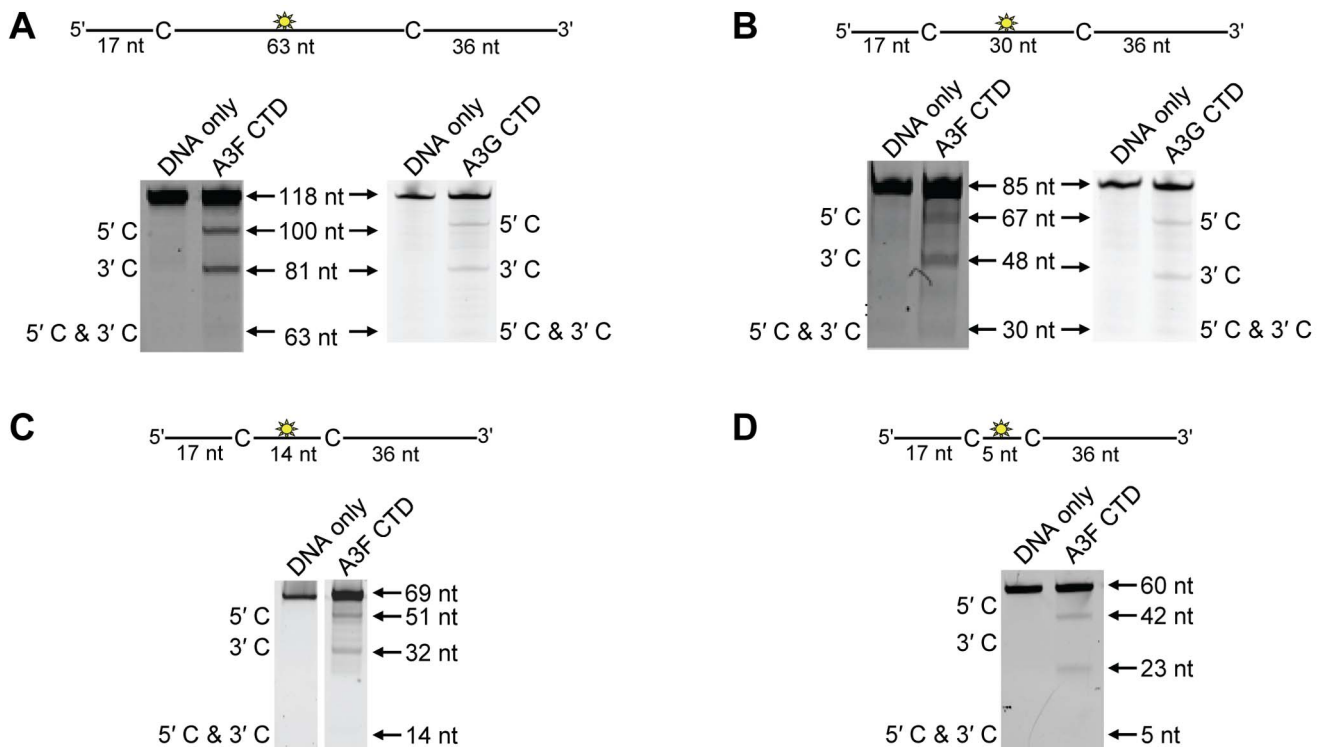 A
5′ C C 3′
17 nt 63 nt 36 nt
DNA only A3F CTD DNA only A3G CTD
118 nt
5′ C 100 nt 5′ C
3′ C 81 nt 3′ C
5′ C & 3′ C 63 nt 5′ C & 3′ C
B
5′ C C 3′
17 nt 30 nt 36 nt
DNA only A3F CTD DNA only A3G CTD
85 nt
5′ C 67 nt 5′ C
3′ C 48 nt 3′ C
5′ C & 3′ C 30 nt 5′ C & 3′ C
C
5′ C C 3′
17 nt 14 nt 36 nt
DNA only A3F CTD
69 nt
5′ C 51 nt
3′ C 32 nt
5′ C & 3′ C 14 nt
D
5′ C C 3′
17 nt 5 nt 36 nt
DNA only A3F CTD
60 nt
5′ C 42 nt
3′ C 23 nt
5′ C & 3′ C 5 nt